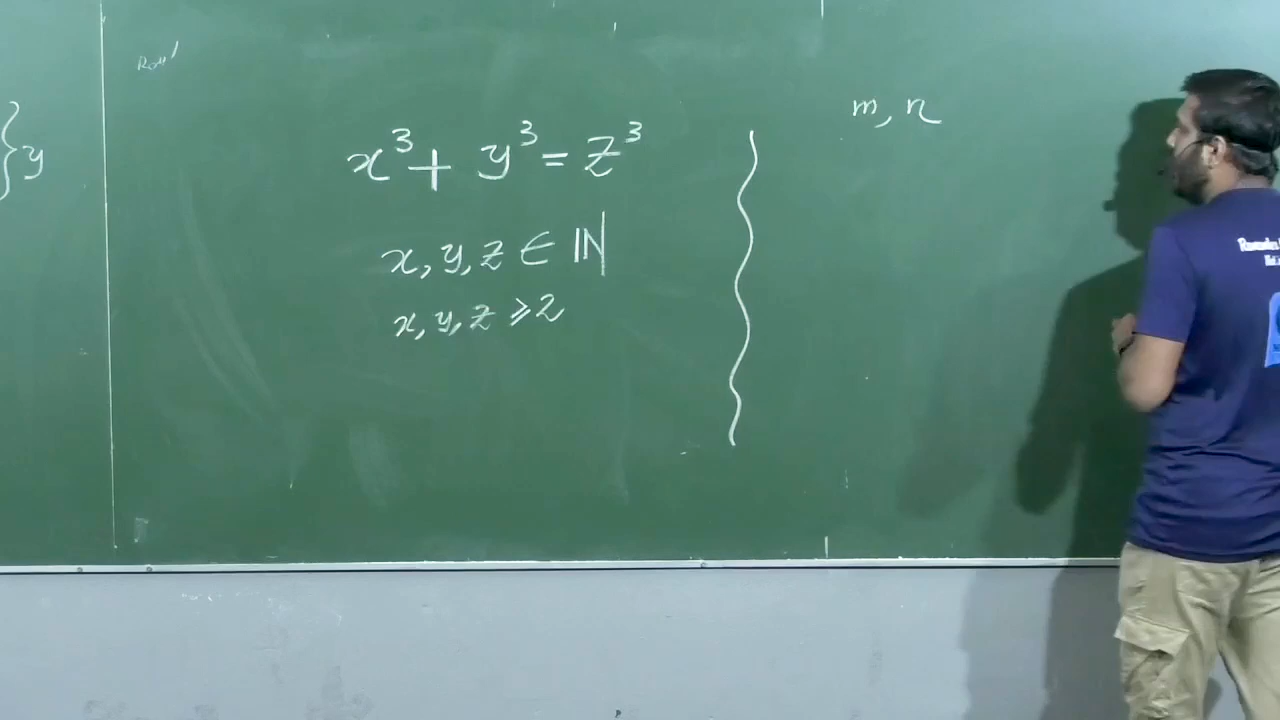 }y
x³ + y³ = z³
x, y, z ∈ ℕ
x, y, z ⩾ 2
m, n